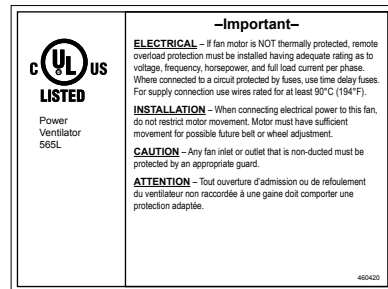 C UL US
LISTED
Power
Ventilator
565L
–Important–
ELECTRICAL – If fan motor is NOT thermally protected, remote
overload protection must be installed having adequate rating as to
voltage, frequency, horsepower, and full load current per phase.
Where connected to a circuit protected by fuses, use time delay fuses.
For supply connection use wires rated for at least 90°C (194°F).
INSTALLATION – When connecting electrical power to this fan,
do not restrict motor movement. Motor must have sufficient
movement for possible future belt or wheel adjustment.
CAUTION – Any fan inlet or outlet that is non-ducted must be
protected by an appropriate guard.
ATTENTION – Tout ouverture d'admission ou de refoulement
du ventilateur non raccordée à une gaine doit comporter une
protection adaptée.
460420